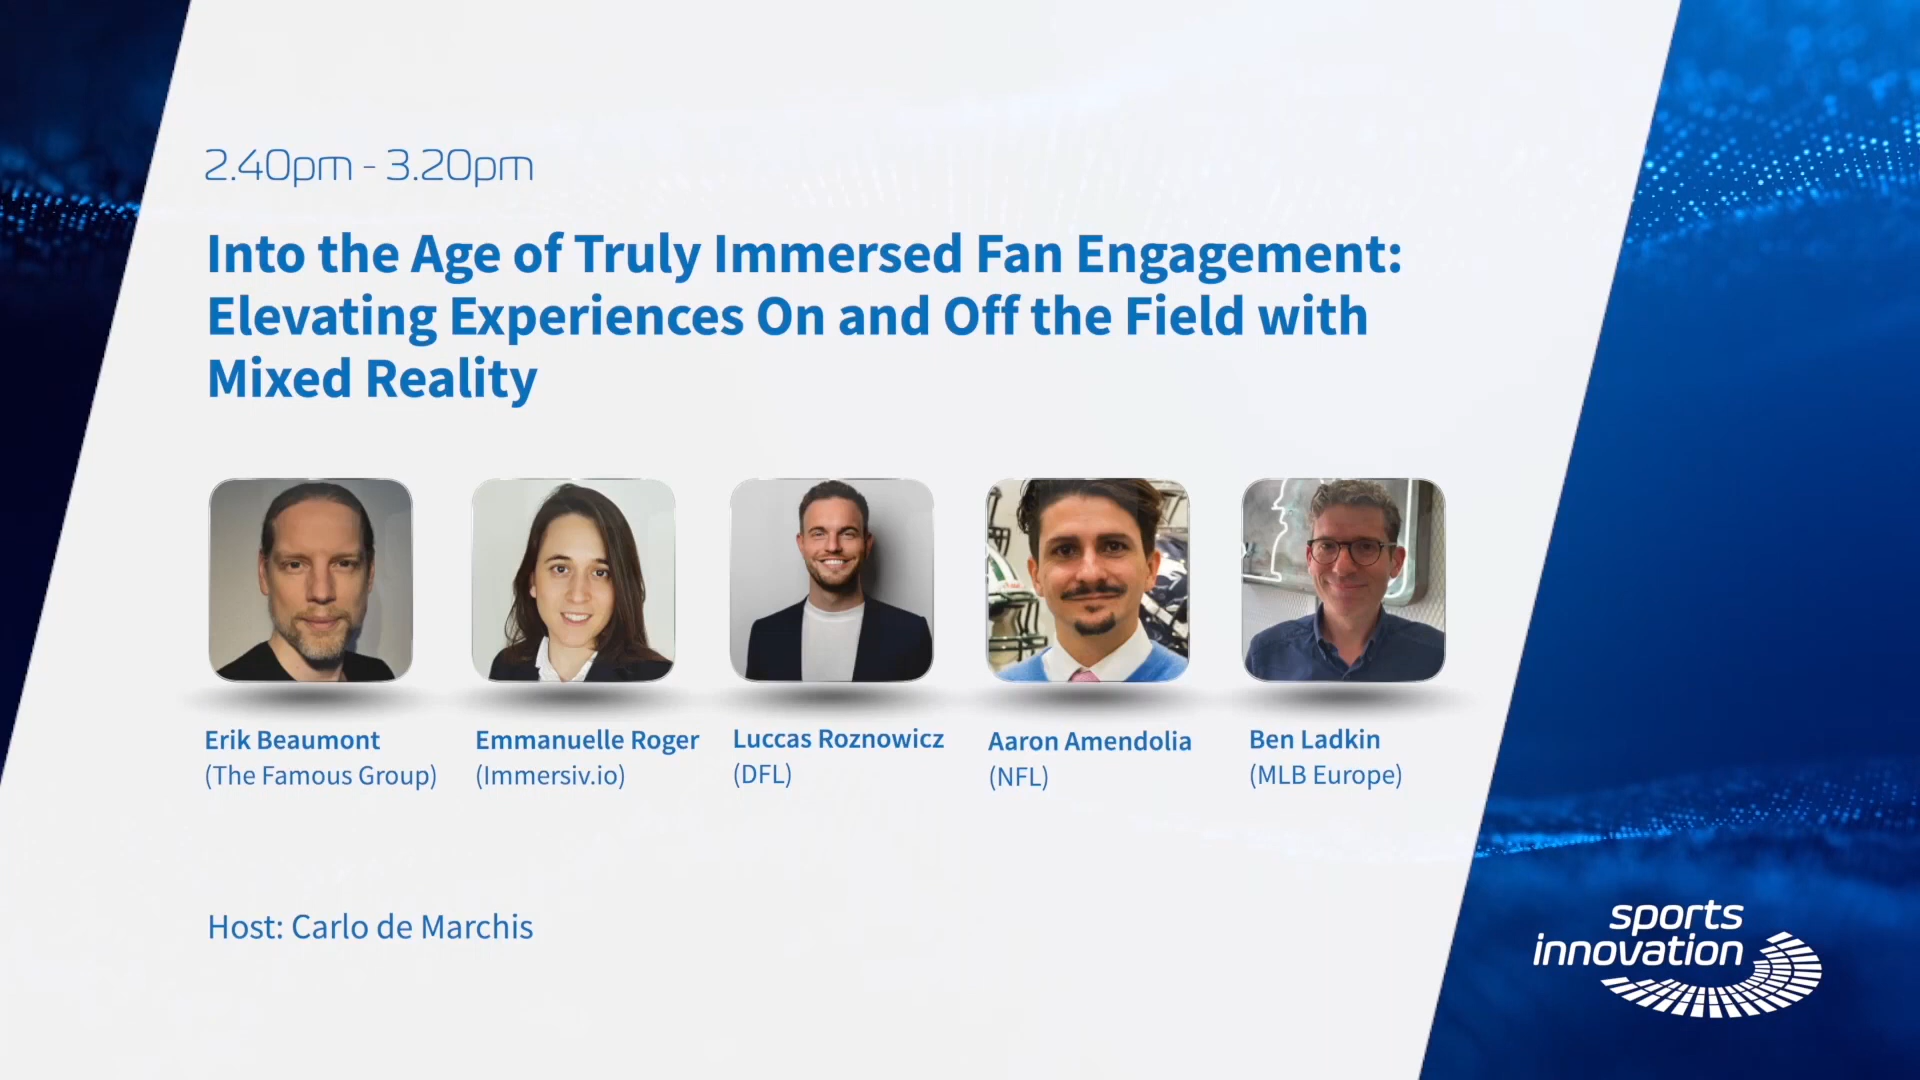 2.40pm - 3.20pm
Into the Age of Truly Immersed Fan Engagement:
Elevating Experiences On and Off the Field with
Mixed Reality
Erik Beaumont
(The Famous Group)
Emmanuelle Roger
(Immersiv.io)
Luccas Roznowicz
(DFL)
Aaron Amendolia
(NFL)
Ben Ladkin
(MLB Europe)
Host: Carlo de Marchis
sports
innovation